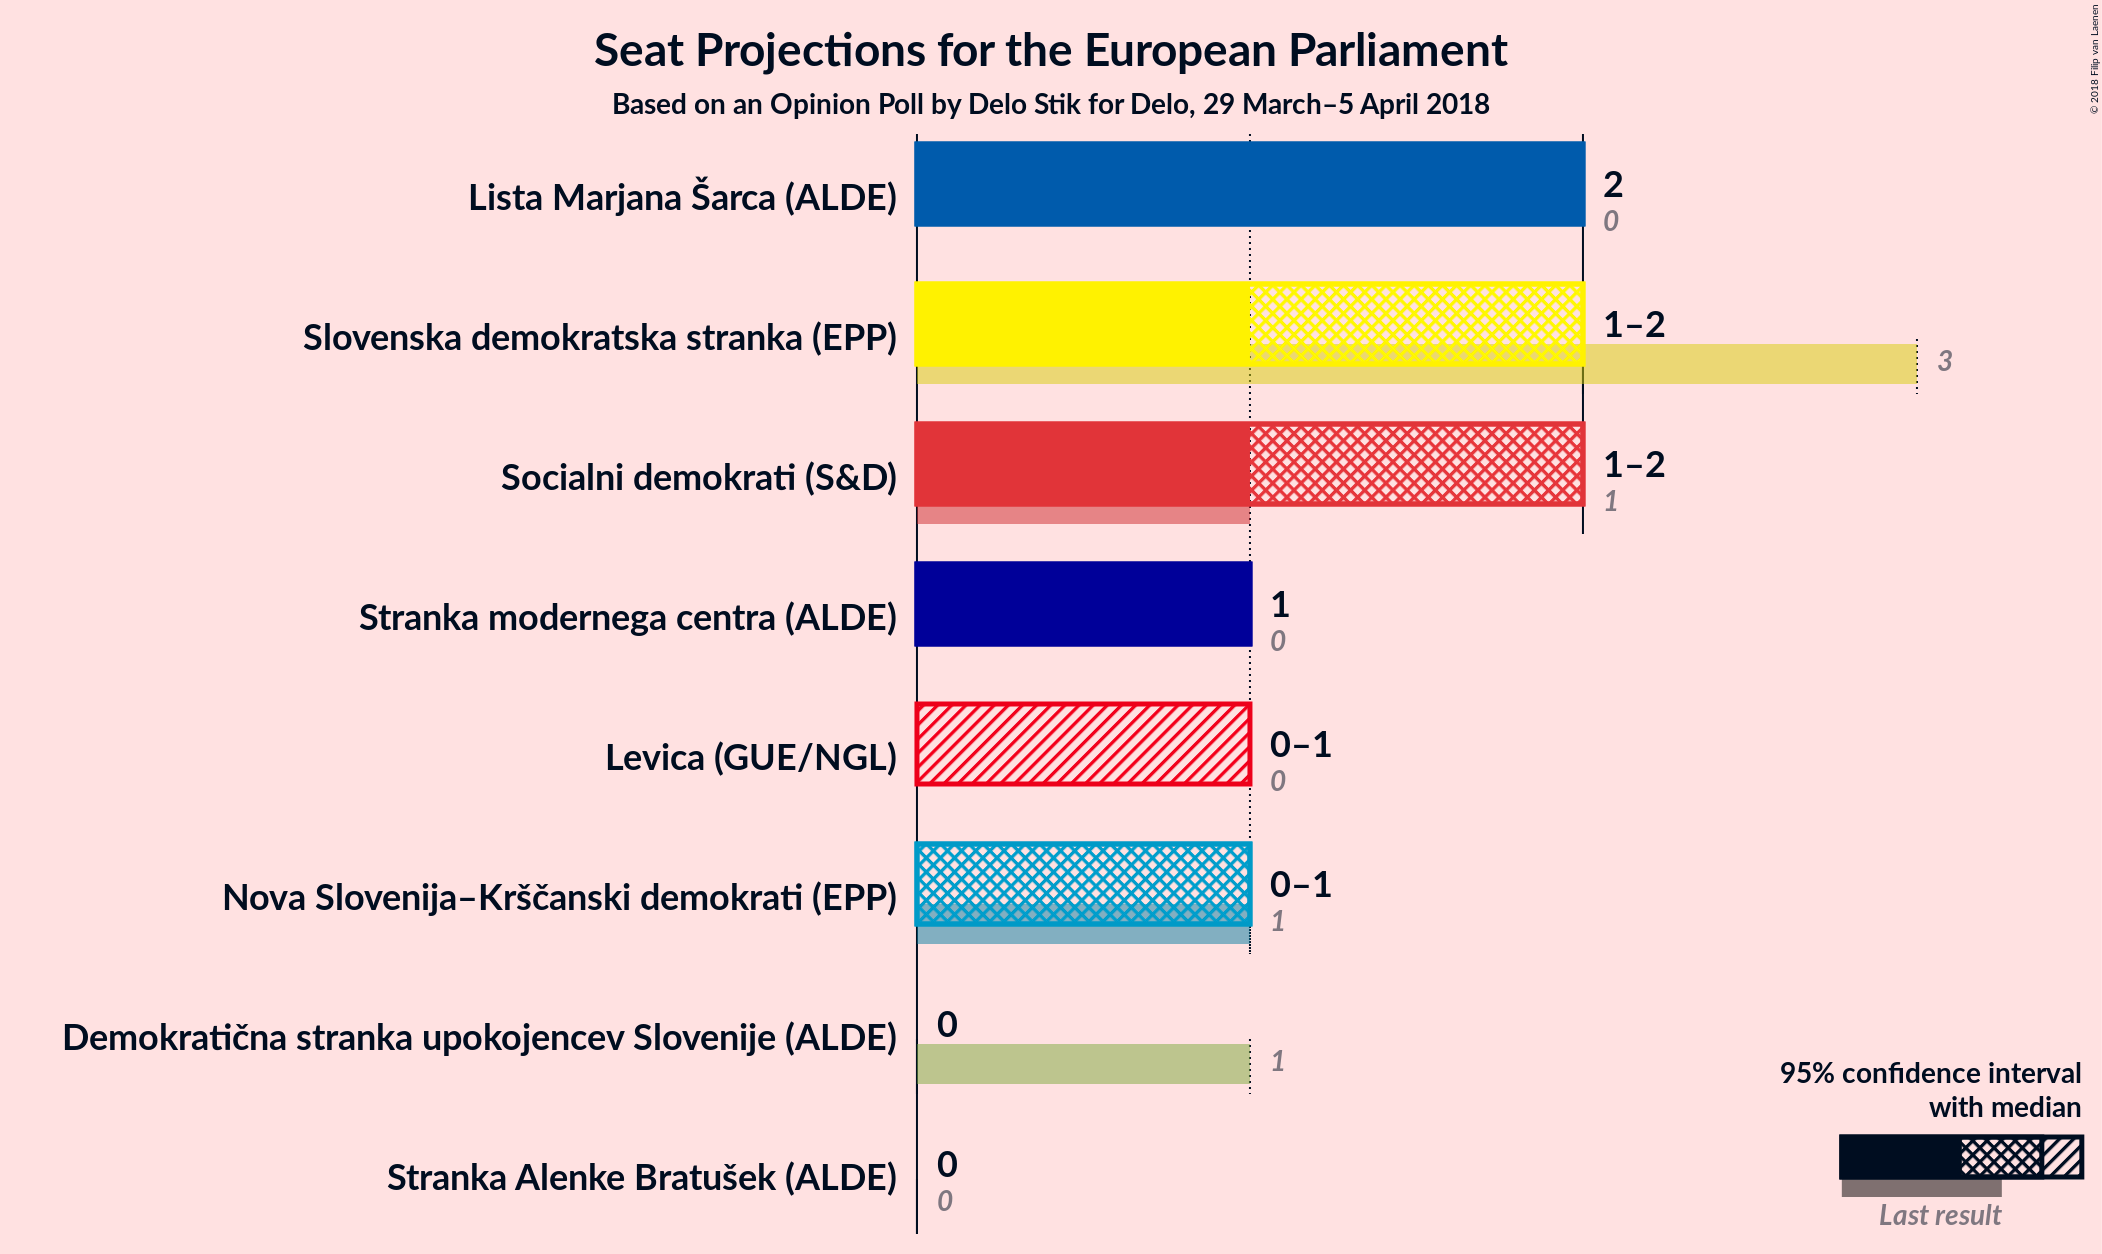 Seat Projections for the European Parliament
Based on an Opinion Poll by Delo Stik for Delo, 29 March–5 April 2018
© 2018 Filip van Laenen
Lista Marjana Šarca (ALDE)
2
0
Slovenska demokratska stranka (EPP)
1–2
3
Socialni demokrati (S&D)
1–2
1
Stranka modernega centra (ALDE)
1
0
Levica (GUE/NGL)
0–1
0
Nova Slovenija–Krščanski demokrati (EPP)
0–1
1
Demokratična stranka upokojencev Slovenije (ALDE)
0
1
Stranka Alenke Bratušek (ALDE)
0
0
95% confidence interval
with median
Last result